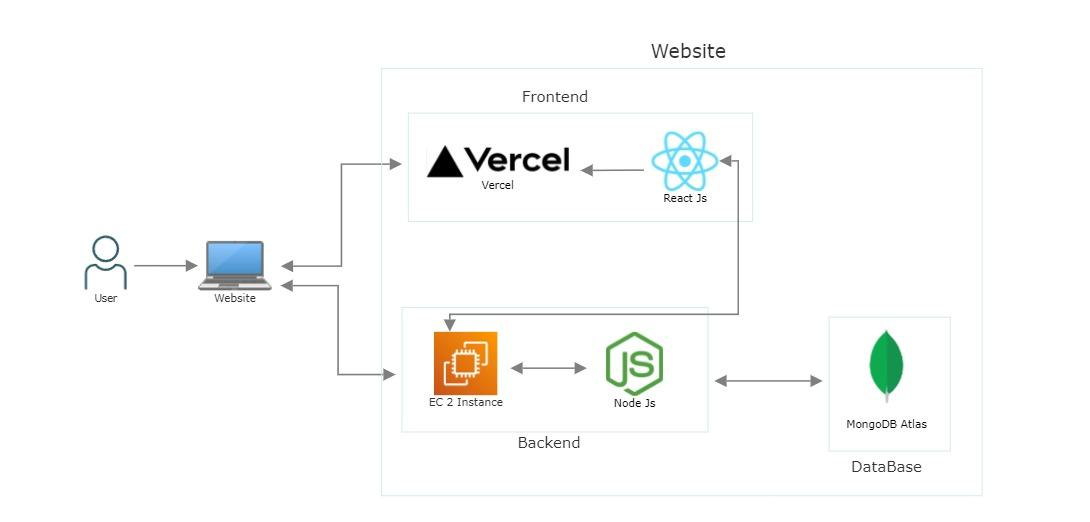 Website
Frontend
Vercel
Vercel
React Js
User
Website
JS
EC 2 Instance
Node Js
MongoDB Atlas
Backend
DataBase